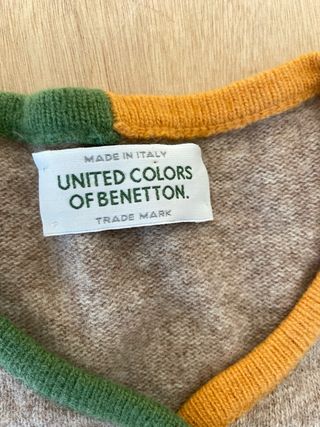 MADE IN ITALY
UNITED COLORS
OF BENETTON.
TRADE MARK